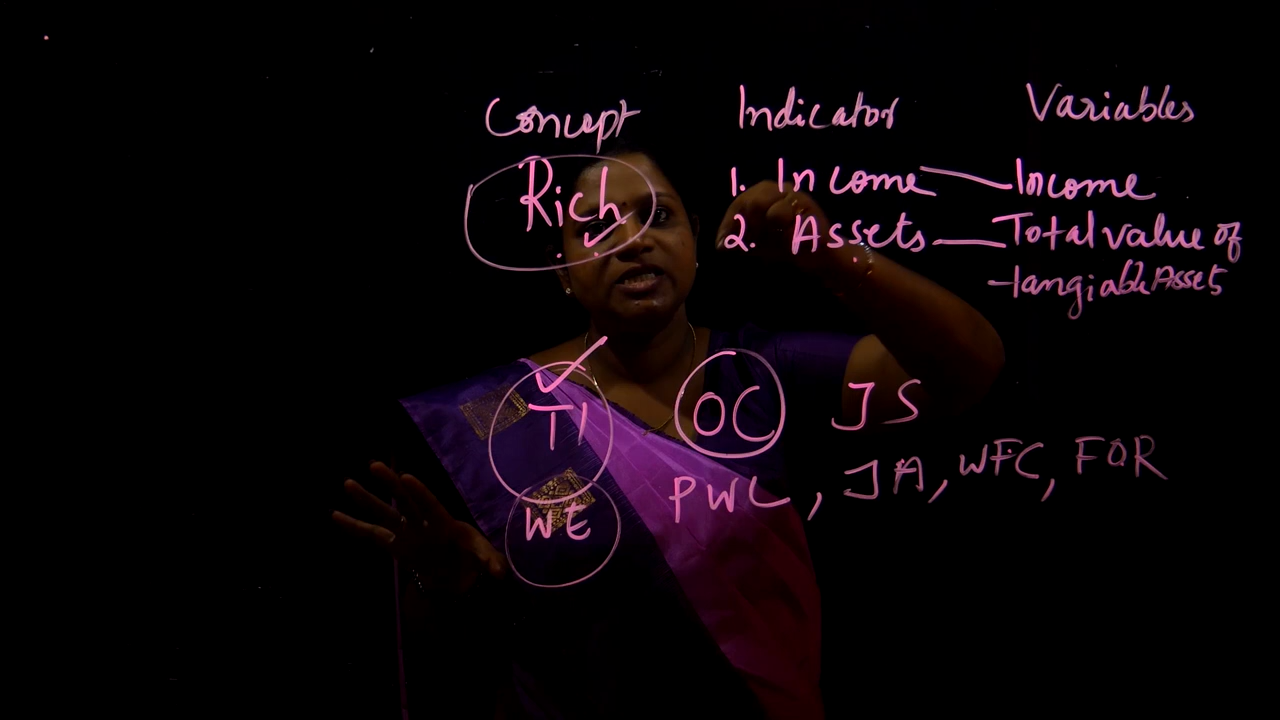 Concept Indicator Variables
Rich 1. Income Income
2. Assets Total value of
tangiable Asset
TI OC JS
PWL, JA, WFC, FOR
WE